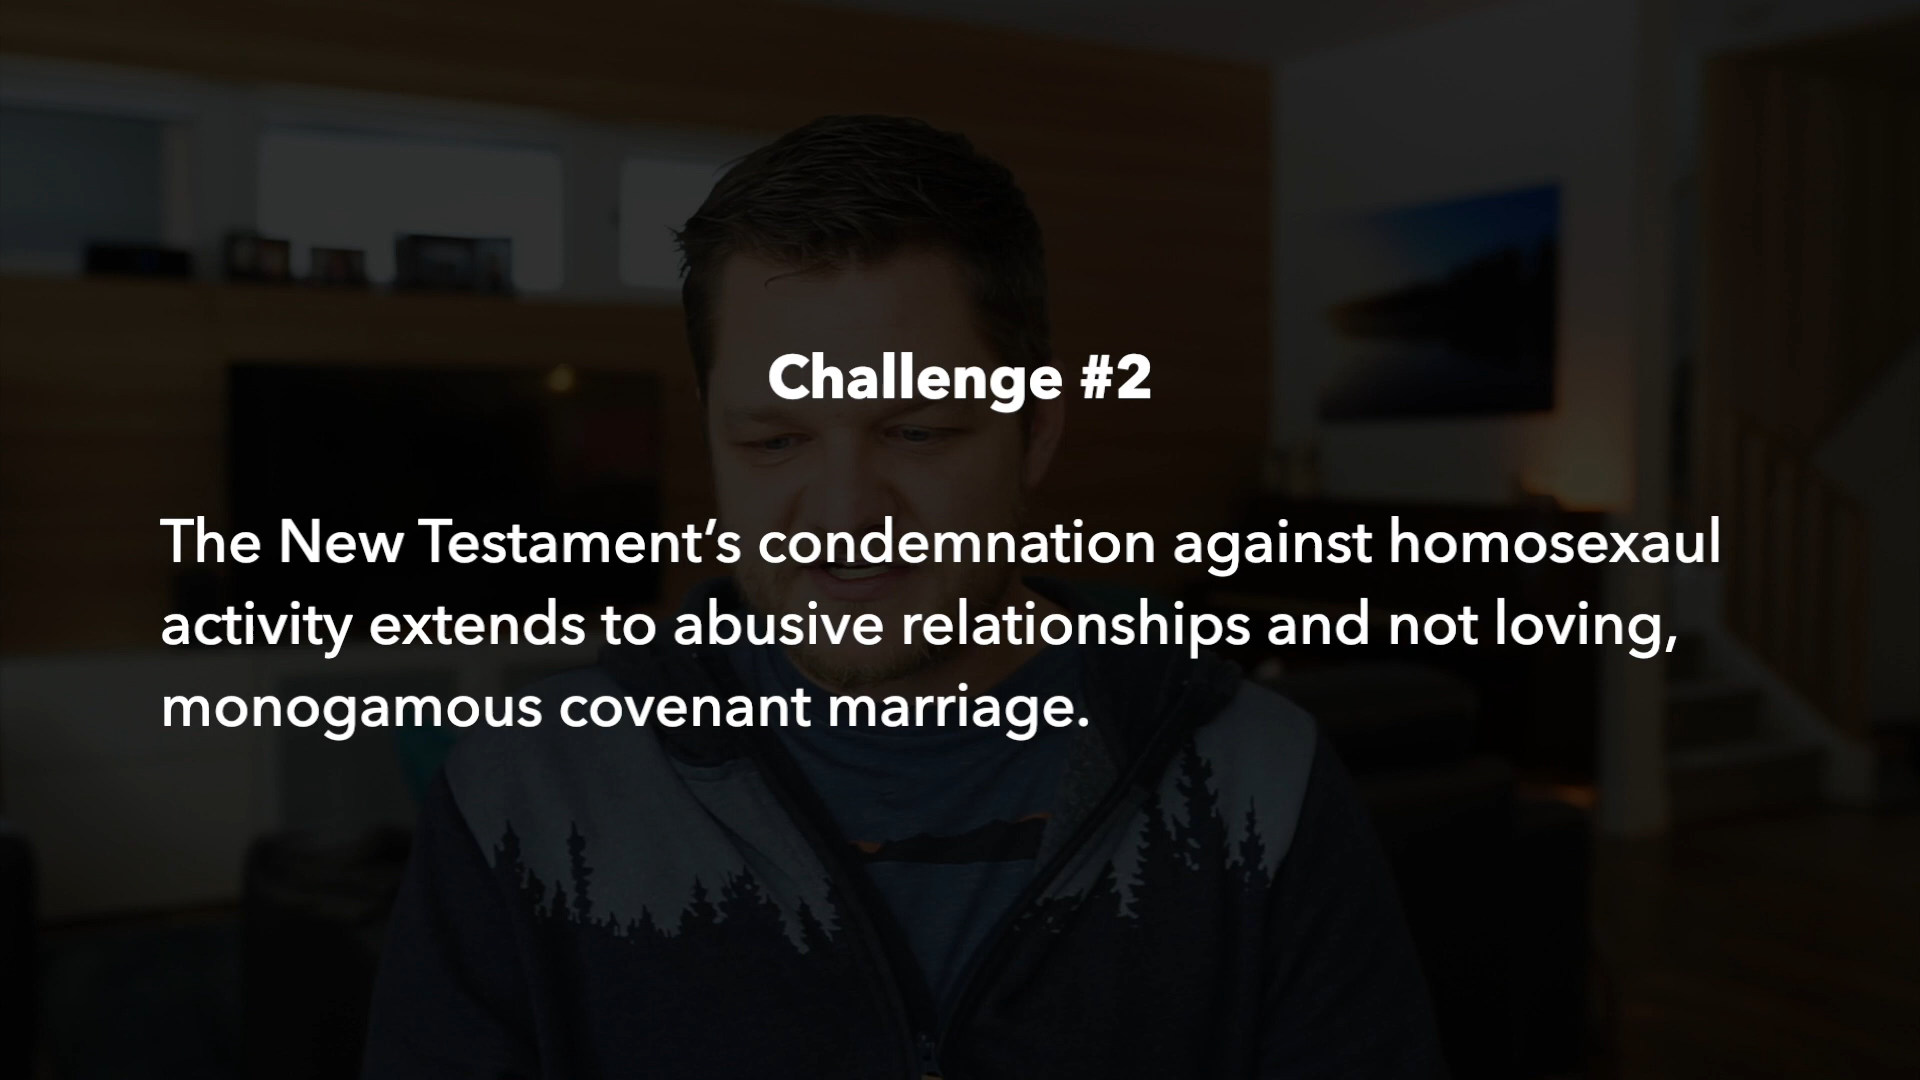 Challenge #2
The New Testament’s condemnation against homosexaul
activity extends to abusive relationships and not loving,
monogamous covenant marriage.